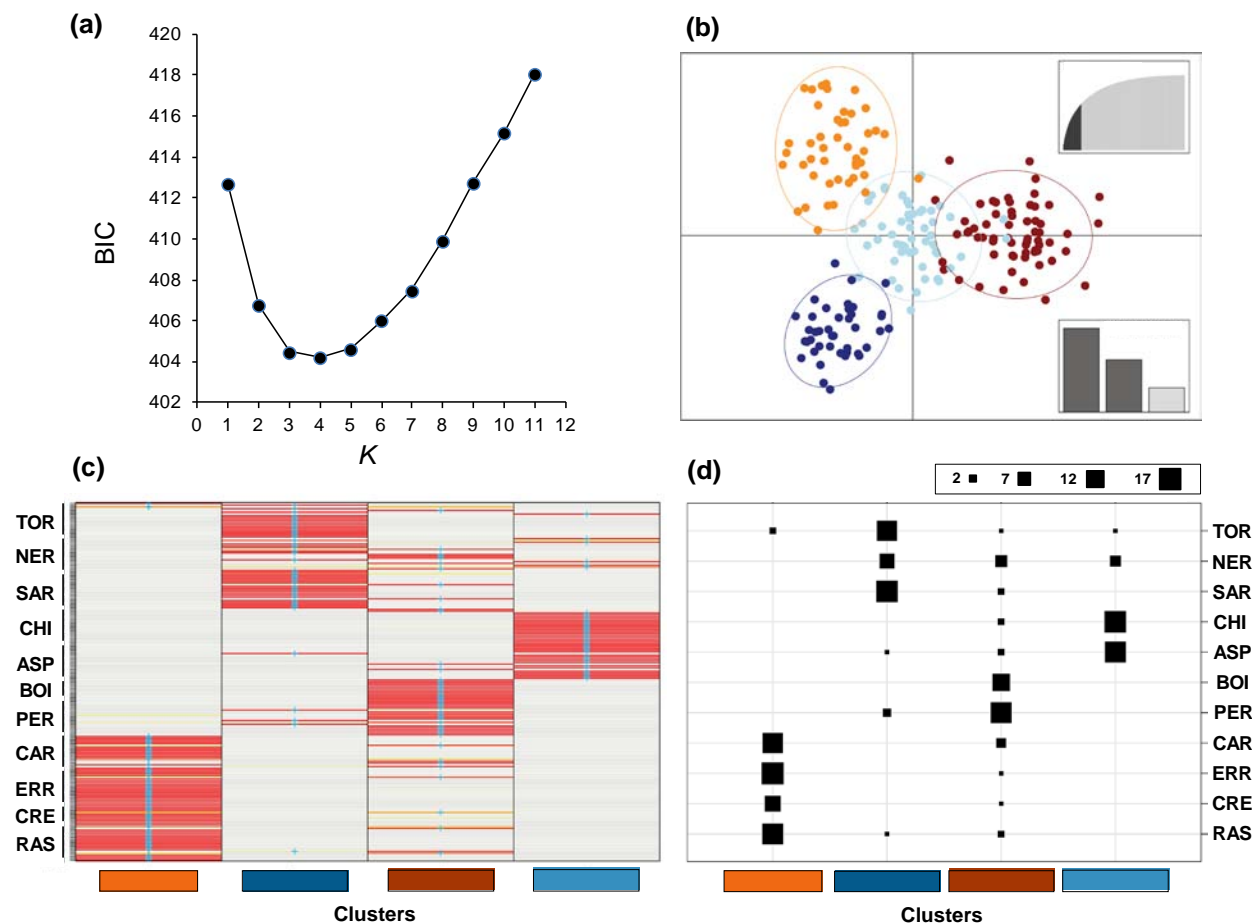 (a)
420
418
416
414
412
410
408
406
404
402
BIC
0 1 2 3 4 5 6 7 8 9 10 11 12
K
(b)
(c)
TOR
NER
SAR
CHI
ASP
BOI
PER
CAR
ERR
CRE
RAS
Clusters
(d)
2 7 12 17
TOR
NER
SAR
CHI
ASP
BOI
PER
CAR
ERR
CRE
RAS
Clusters